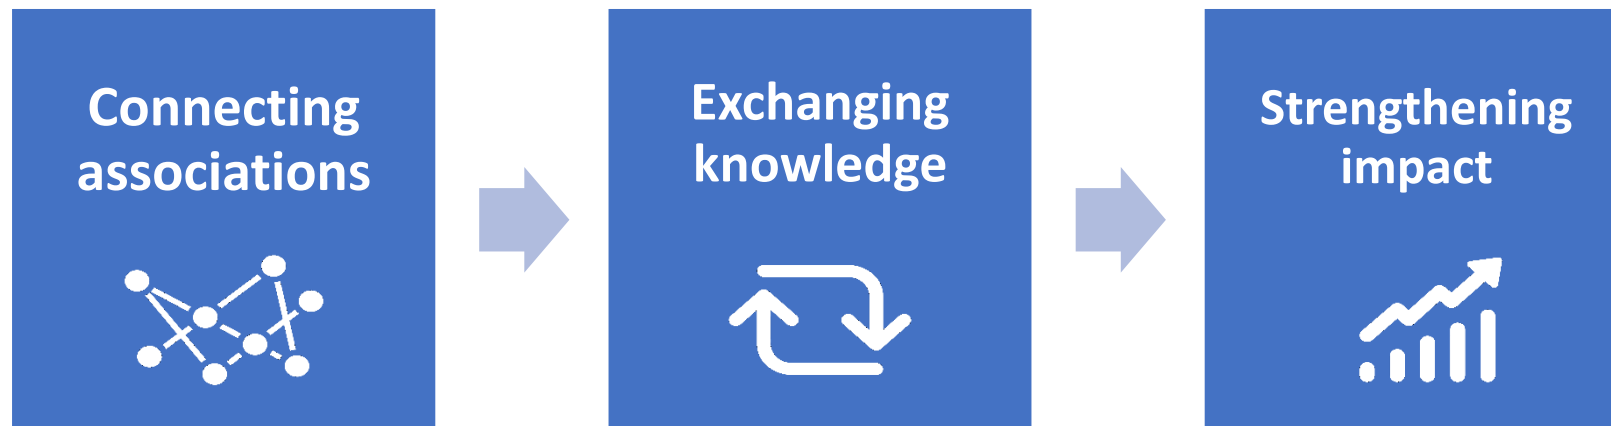 Connecting
associations
Exchanging
knowledge
Strengthening
impact